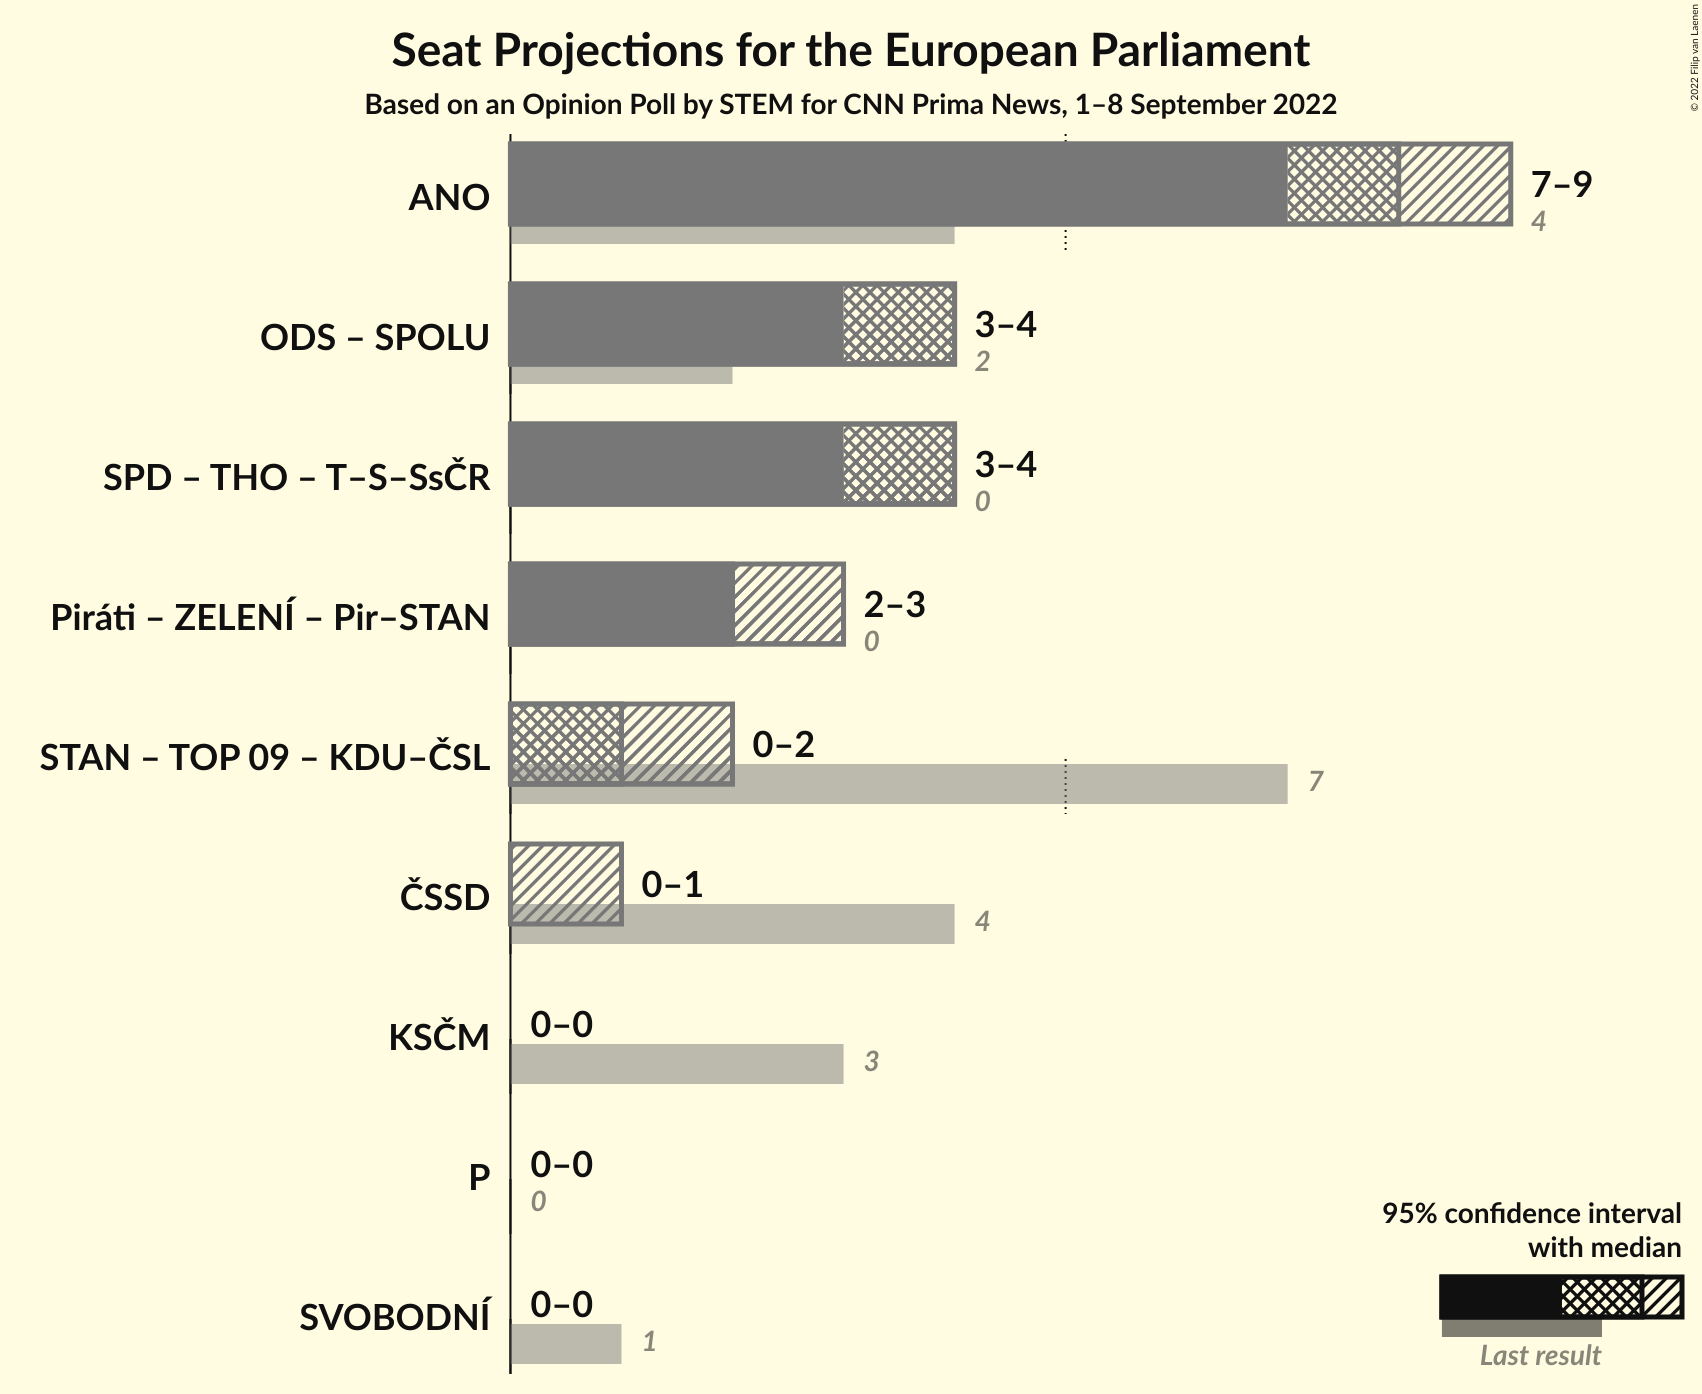 Seat Projections for the European Parliament
Based on an Opinion Poll by STEM for CNN Prima News, 1–8 September 2022
© 2022 Filip van Laenen
ANO
7–9
4
ODS – SPOLU
3–4
2
SPD – THO – T–S–SsČR
3–4
0
Piráti – ZELENÍ – Pir–STAN
2–3
0
STAN – TOP 09 – KDU–ČSL
0–2
7
ČSSD
0–1
4
KSČM
0–0
3
P
0–0
0
SVOBODNÍ
0–0
1
95% confidence interval
with median
Last result